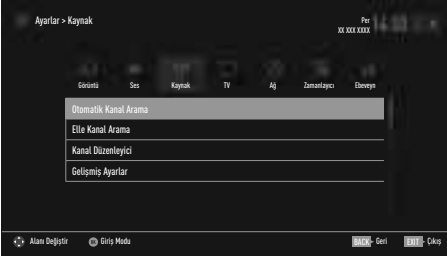 Ayarlar > Kaynak
Per
XX XXX XXXX
Görüntü Ses Kaynak TV Ağ Zamanlayıcı Ebeveyn
Otomatik Kanal Arama
Elle Kanal Arama
Kanal Düzenleyici
Gelişmiş Ayarlar
Alanı Değiştir OK Giriş Modu BACK - Geri EXIT - Çıkış